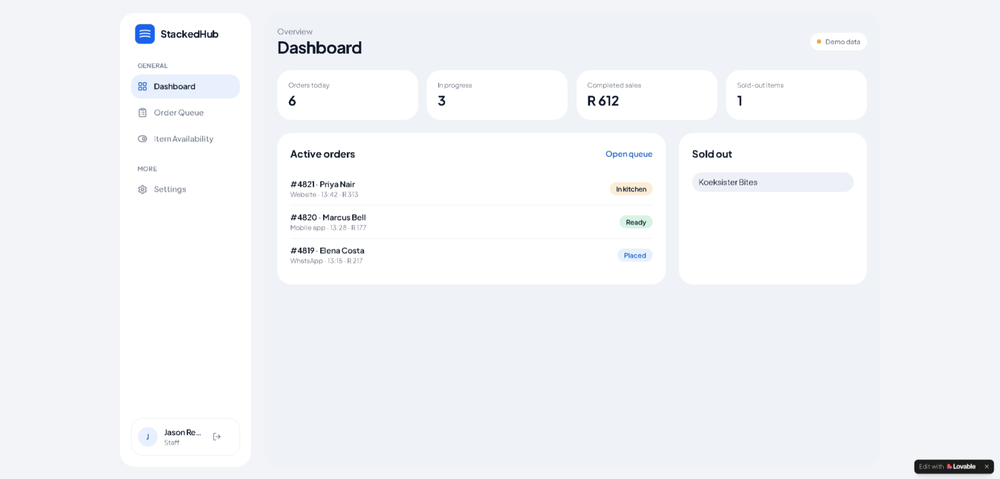 StackedHub
GENERAL
Dashboard
Order Queue
Item Availability
MORE
Settings
Jason Re...
Staff
J
Overview
Dashboard
Demo data
Orders today
6
In progress
3
Completed sales
R 612
Sold-out items
1
Active orders
Open queue
#4821 · Priya Nair
Website · 13:42 · R 313
In kitchen
#4820 · Marcus Bell
Mobile app · 13:28 · R 177
Ready
#4819 · Elena Costa
WhatsApp · 13:15 · R 217
Placed
Sold out
Koeksister Bites
Edit with Lovable ×